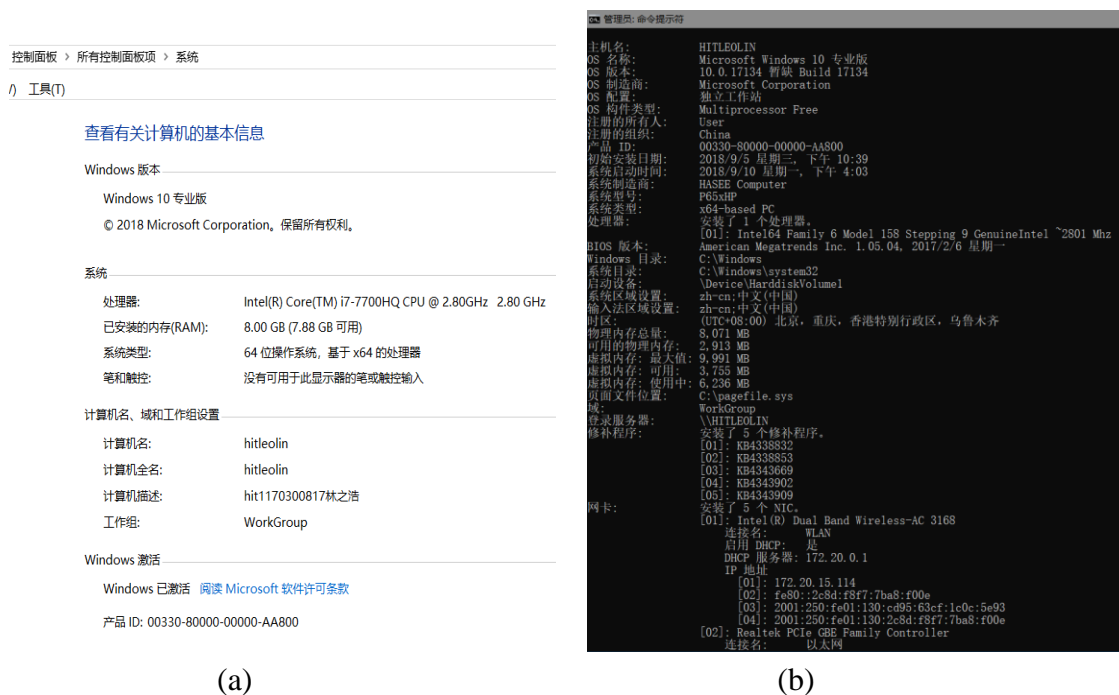 控制面板 > 所有控制面板项 > 系统
/) 工具(T)
查看有关计算机的基本信息
Windows 版本
Windows 10 专业版
© 2018 Microsoft Corporation。保留所有权利。
系统
处理器: Intel(R) Core(TM) i7-7700HQ CPU @ 2.80GHz 2.80 GHz
已安装的内存(RAM): 8.00 GB (7.88 GB 可用)
系统类型: 64 位操作系统, 基于 x64 的处理器
笔和触控: 没有可用于此显示器的笔或触控输入
计算机名、域和工作组设置
计算机名: hitleolin
计算机全名: hitleolin
计算机描述: hit1170300817林之浩
工作组: WorkGroup
Windows 激活
Windows 已激活 阅读 Microsoft 软件许可条款
产品 ID: 00330-80000-00000-AA800
(a)
管理员: 命令提示符
主机名: HITLEOLIN
OS 名称: Microsoft Windows 10 专业版
OS 版本: 10.0.17134 暂缺 Build 17134
OS 制造商: Microsoft Corporation
OS 配置: 独立工作站
OS 构件类型: Multiprocessor Free
注册的所有人: User
注册的组织: China
产品 ID: 00330-80000-00000-AA800
初始安装日期: 2018/9/5 星期三, 下午 10:39
系统启动时间: 2018/9/10 星期一, 下午 4:03
系统制造商: HASEE Computer
系统型号: P65xHP
系统类型: x64-based PC
处理器: 安装了 1 个处理器。
[01]: Intel64 Family 6 Model 158 Stepping 9 GenuineIntel ~2801 Mhz
BIOS 版本: American Megatrends Inc. 1.05.04, 2017/2/6 星期一
Windows 目录: C:\Windows
系统目录: C:\Windows\system32
启动设备: \Device\HarddiskVolume1
系统区域设置: zh-cn;中文(中国)
输入法区域设置: zh-cn;中文(中国)
时区: (UTC+08:00) 北京，重庆，香港特别行政区，乌鲁木齐
物理内存总量: 8,071 MB
可用的物理内存: 2,913 MB
虚拟内存: 最大值: 9,991 MB
虚拟内存: 可用: 3,755 MB
虚拟内存: 使用中: 6,236 MB
页面文件位置: C:\pagefile.sys
域: WorkGroup
登录服务器: \\HITLEOLIN
修补程序: 安装了 5 个修补程序。
[01]: KB4338832
[02]: KB4338853
[03]: KB4343669
[04]: KB4343902
[05]: KB4343909
网卡: 安装了 5 个 NIC。
[01]: Intel(R) Dual Band Wireless-AC 3168
连接名: WLAN
启用 DHCP: 是
DHCP 服务器: 172.20.0.1
IP 地址
[01]: 172.20.15.114
[02]: fe80::2c8d:f8f7:7ba8:f00e
[03]: 2001:250:fe01:130:cd95:63cf:1c0c:5e93
[04]: 2001:250:fe01:130:2c8d:f8f7:7ba8:f00e
[02]: Realtek PCIe GBE Family Controller
连接名: 以太网
(b)